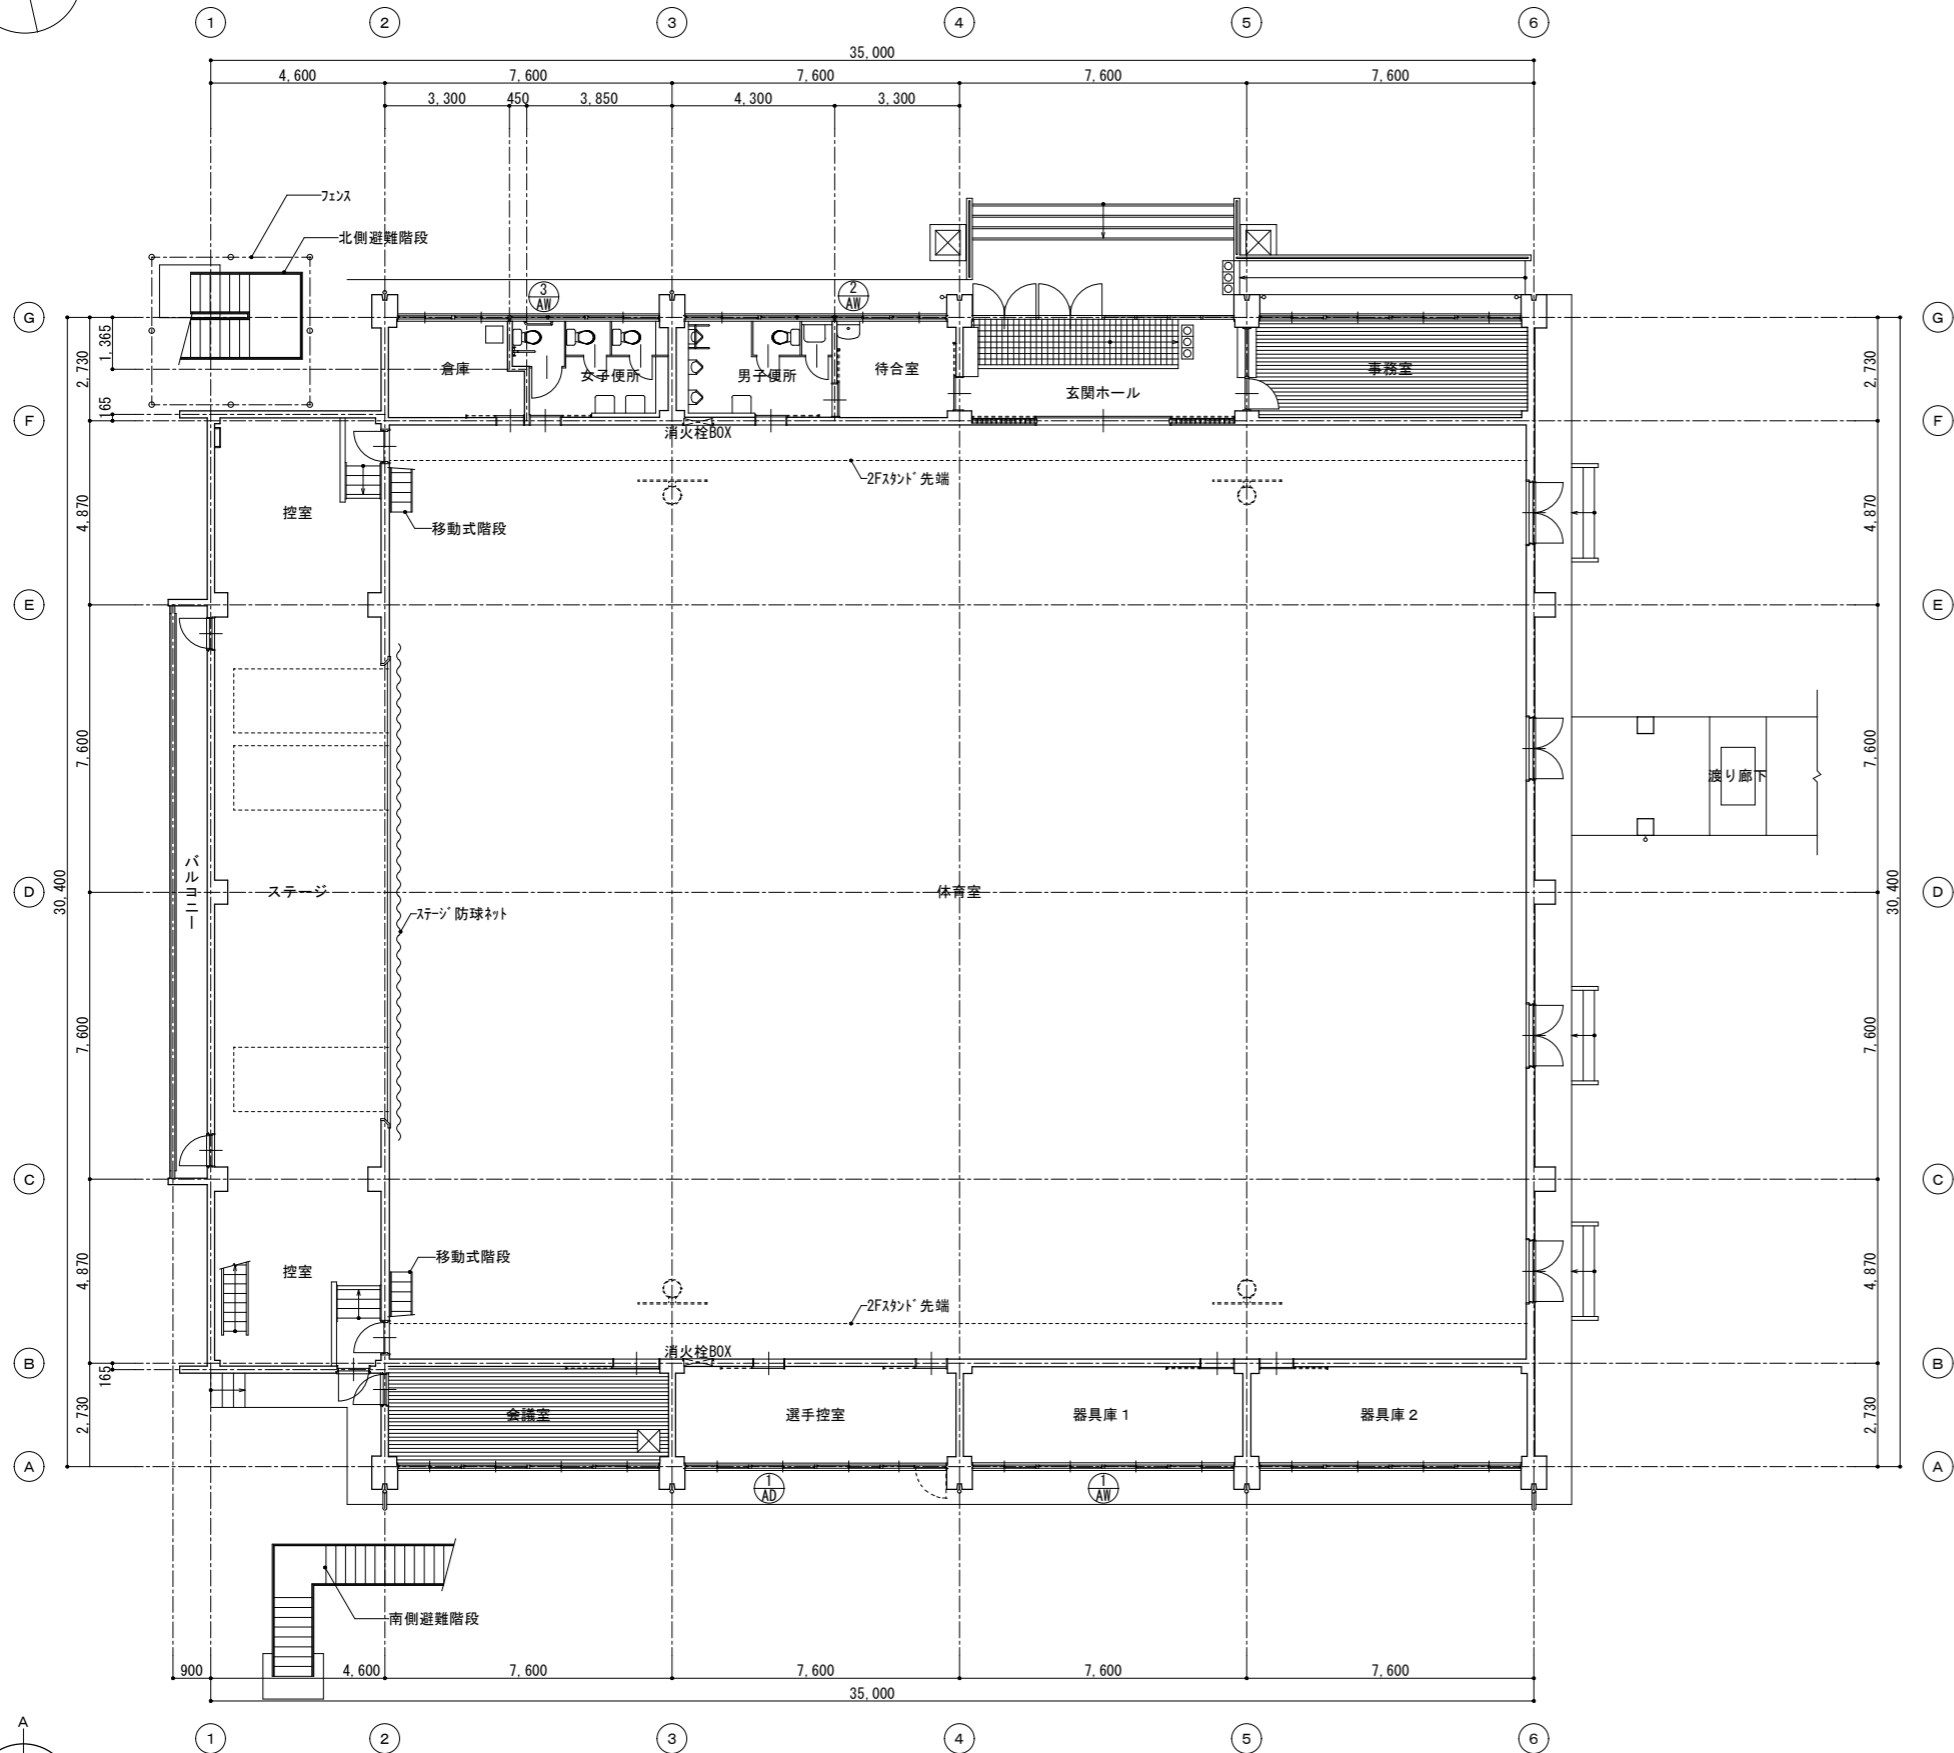 1 2 3 4 5 6
35,000
4,600 7,600 7,600 7,600 7,600
3,300 450 3,850 4,300 3,300
フェンス
北側避難階段
3
AW
2
AW
G G
1,365
2,730 2,730
倉庫 女子便所 男子便所 待合室 玄関ホール 事務室
165
F F
消火栓BOX
2Fスタンド先端
4,870 控室 4,870
移動式階段
E E
7,600 7,600
渡り廊下
バルコニー
ステージ 体育室
D D
30,400 30,400
ステージ防球ネット
7,600 7,600
C C
移動式階段
4,870 控室 4,870
2Fスタンド先端
消火栓BOX
B B
165
2,730 会議室 選手控室 器具庫1 器具庫2 2,730
A A
1
AD
1
AW
南側避難階段
900 4,600 7,600 7,600 7,600 7,600
35,000
A
1 2 3 4 5 6